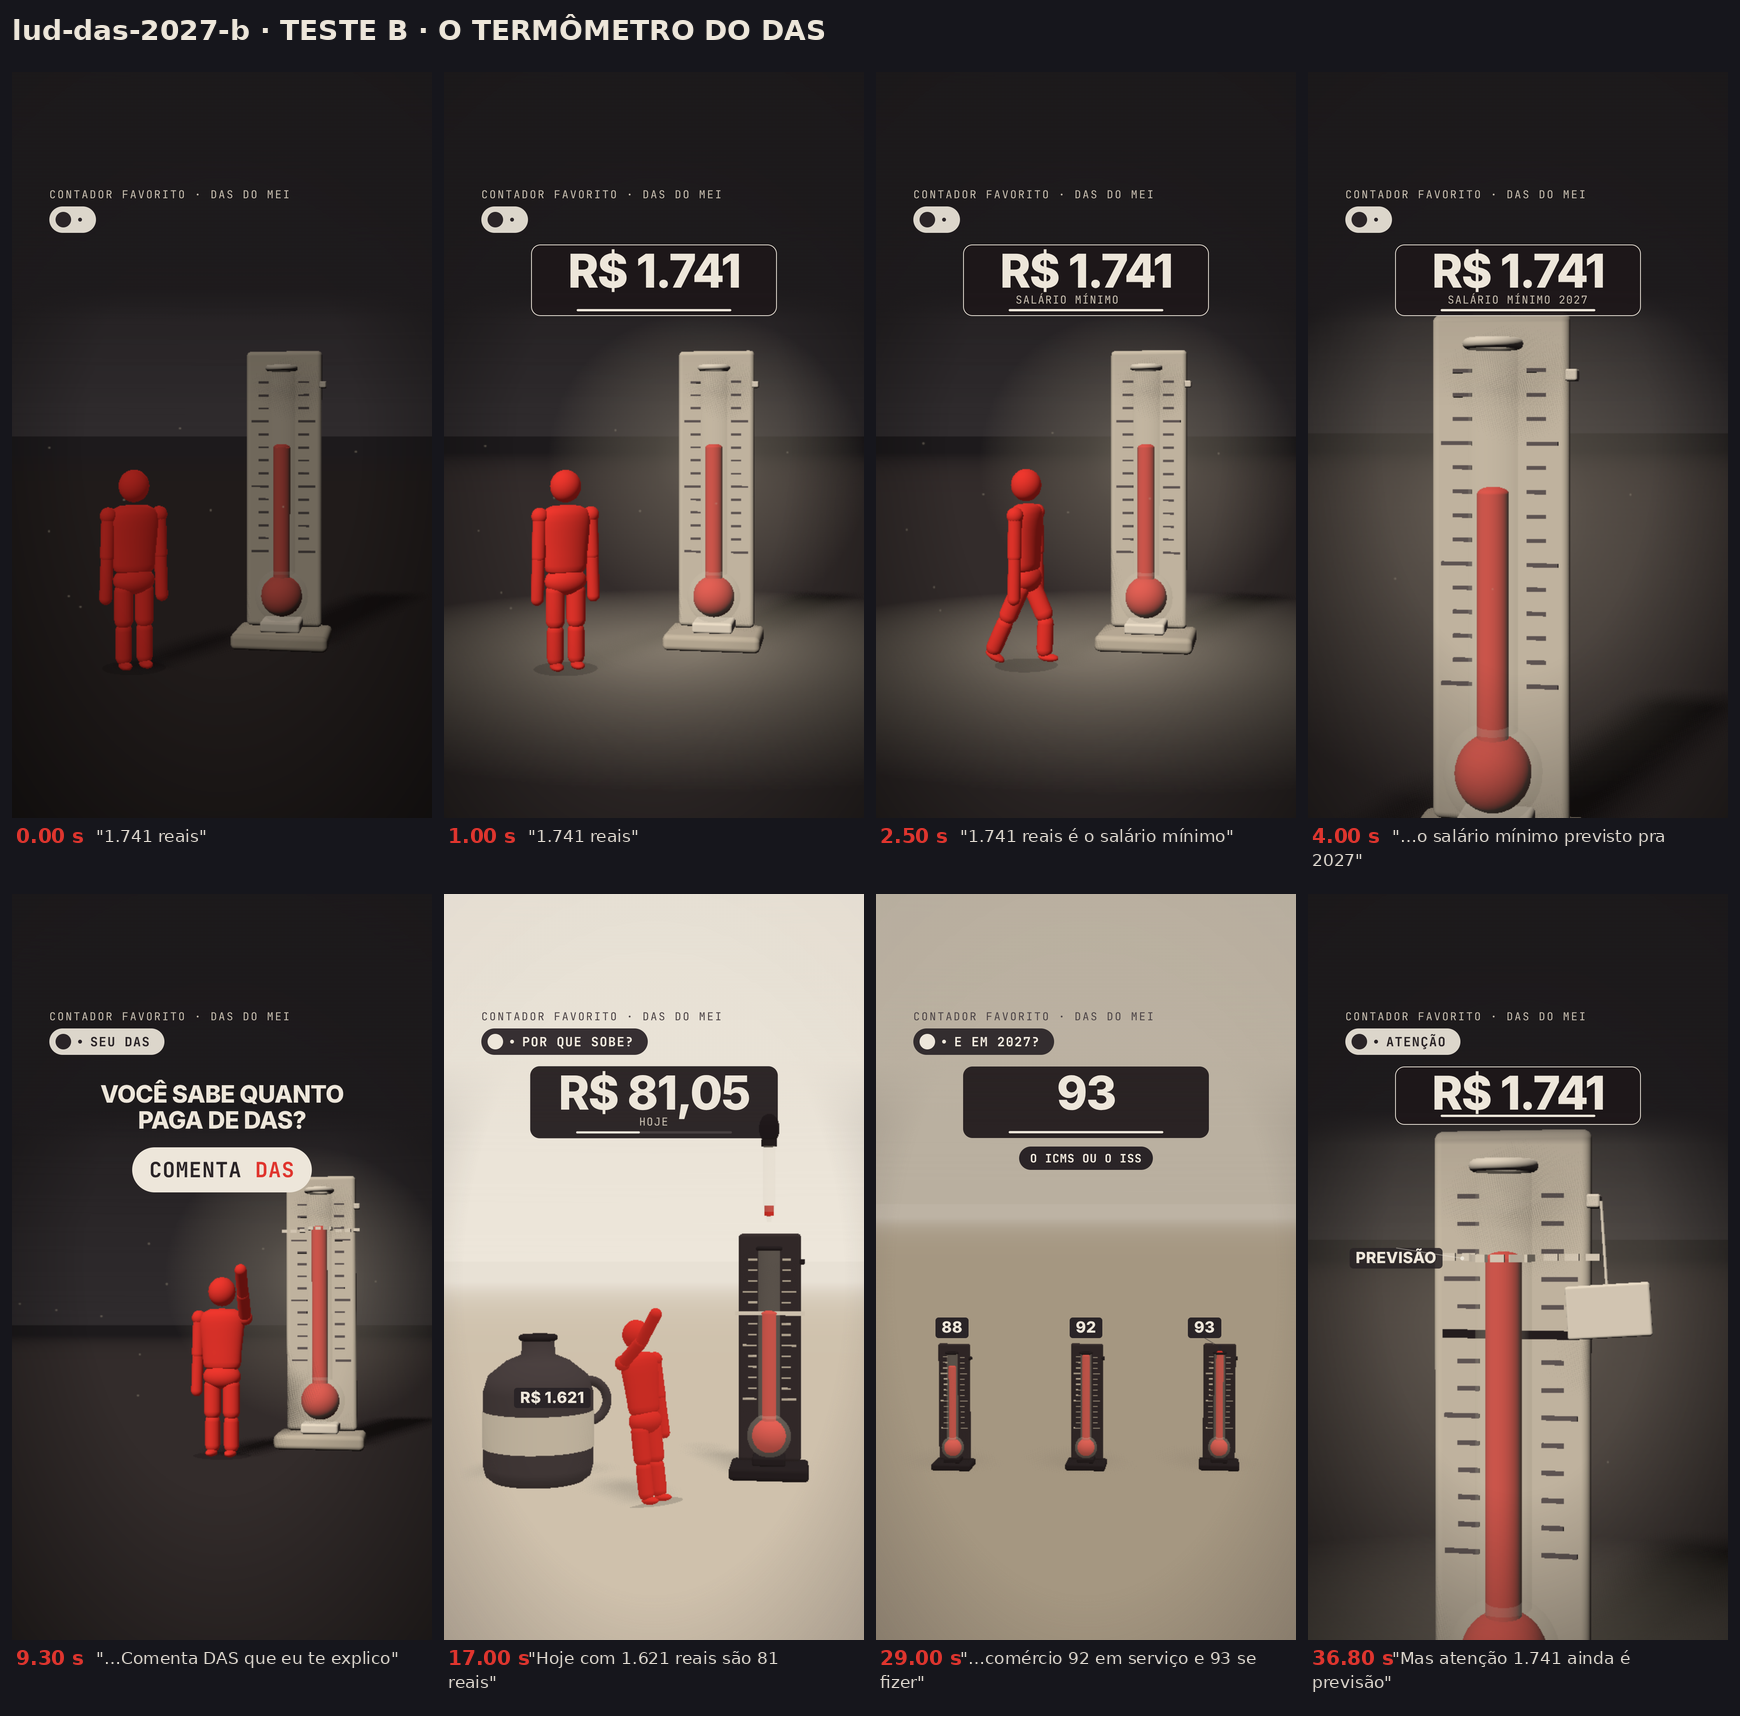 lud-das-2027-b · TESTE B · O TERMÔMETRO DO DAS
CONTADOR FAVORITO · DAS DO MEI
0.00 s "1.741 reais"
CONTADOR FAVORITO · DAS DO MEI
R$ 1.741
1.00 s "1.741 reais"
CONTADOR FAVORITO · DAS DO MEI
R$ 1.741
SALÁRIO MÍNIMO
2.50 s "1.741 reais é o salário mínimo"
CONTADOR FAVORITO · DAS DO MEI
R$ 1.741
SALÁRIO MÍNIMO 2027
4.00 s "...o salário mínimo previsto pra
2027"
CONTADOR FAVORITO · DAS DO MEI
• SEU DAS
VOCÊ SABE QUANTO
PAGA DE DAS?
COMENTA DAS
9.30 s "...Comenta DAS que eu te explico"
CONTADOR FAVORITO · DAS DO MEI
• POR QUE SOBE?
R$ 81,05
HOJE
R$ 1.621
17.00 s "Hoje com 1.621 reais são 81
reais"
CONTADOR FAVORITO · DAS DO MEI
• E EM 2027?
93
O ICMS OU O ISS
88
92
93
29.00 s "...comércio 92 em serviço e 93 se
fizer"
CONTADOR FAVORITO · DAS DO MEI
• ATENÇÃO
R$ 1.741
PREVISÃO
36.80 s "Mas atenção 1.741 ainda é
previsão"